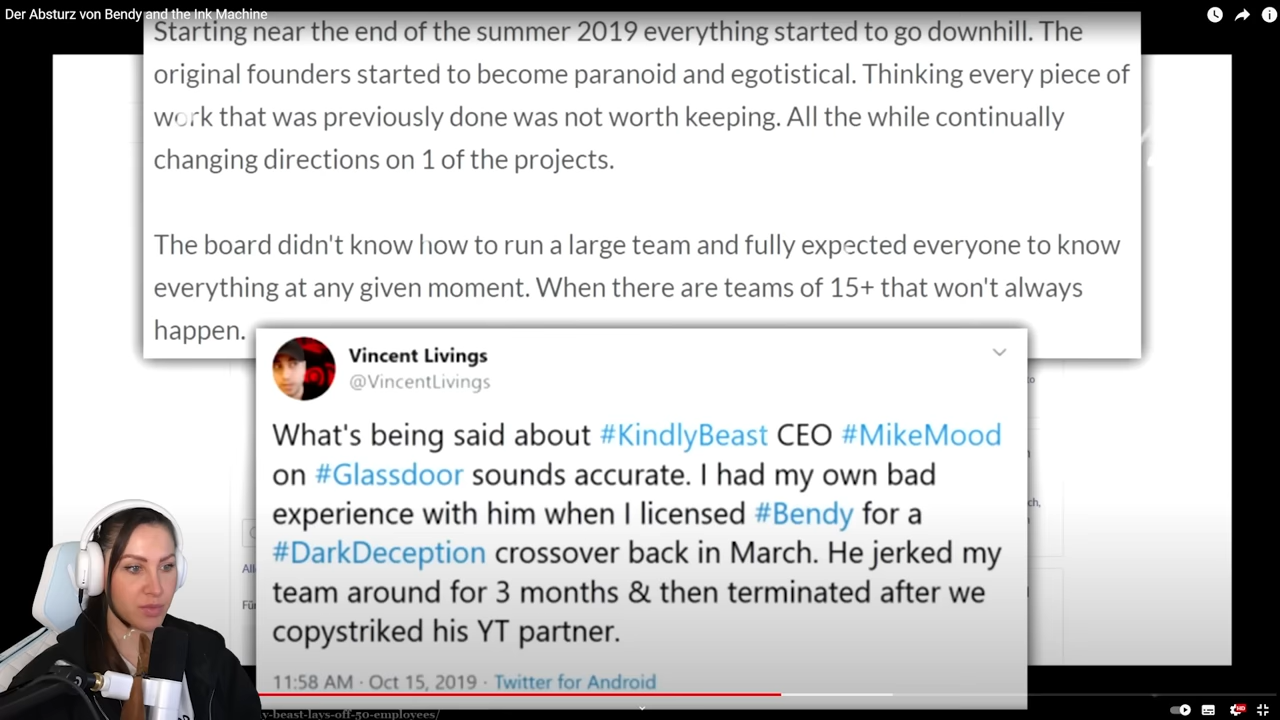 Der Absturz von Bendy and the Ink Machine
Starting near the end of the summer 2019 everything started to go downhill. The
original founders started to become paranoid and egotistical. Thinking every piece of
work that was previously done was not worth keeping. All the while continually
changing directions on 1 of the projects.
The board didn't know how to run a large team and fully expected everyone to know
everything at any given moment. When there are teams of 15+ that won't always
happen.
Vincent Livings
@VincentLivings
What's being said about #KindlyBeast CEO #MikeMood
on #Glassdoor sounds accurate. I had my own bad
experience with him when I licensed #Bendy for a
#DarkDeception crossover back in March. He jerked my
team around for 3 months & then terminated after we
copystriked his YT partner.
11:58 AM · Oct 15, 2019 · Twitter for Android
y-beast-lays-off-50-employees/
HD